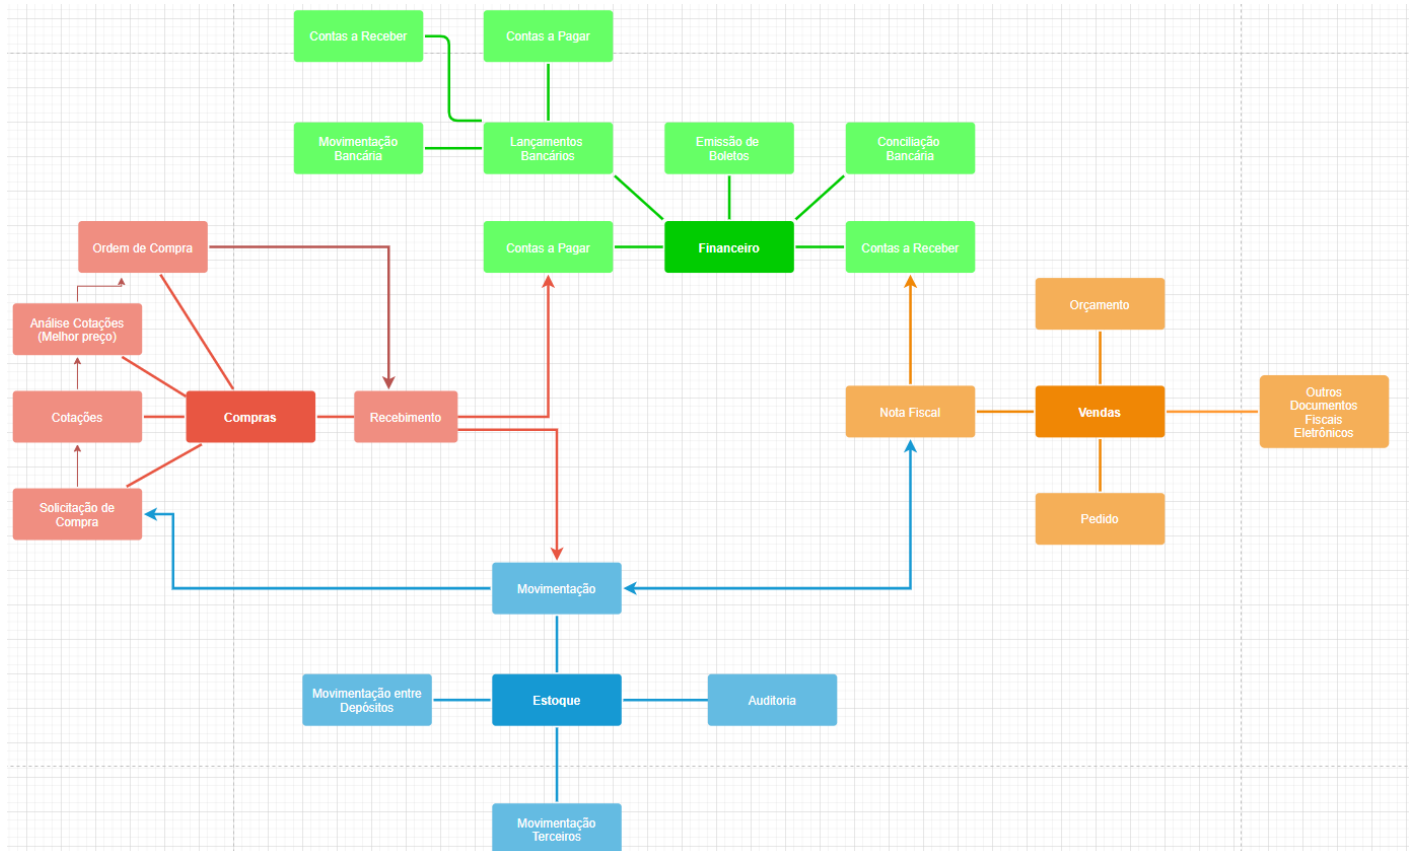 Contas a Receber
Contas a Pagar
Movimentação
Bancária
Lançamentos
Bancários
Emissão de
Boletos
Conciliação
Bancária
Ordem de Compra
Contas a Pagar
Financeiro
Contas a Receber
Análise Cotações
(Melhor preço)
Orçamento
Cotações
Compras
Recebimento
Nota Fiscal
Vendas
Outros
Documentos
Fiscais
Eletrônicos
Solicitação de
Compra
Pedido
Movimentação
Movimentação entre
Depósitos
Estoque
Auditoria
Movimentação
Terceiros